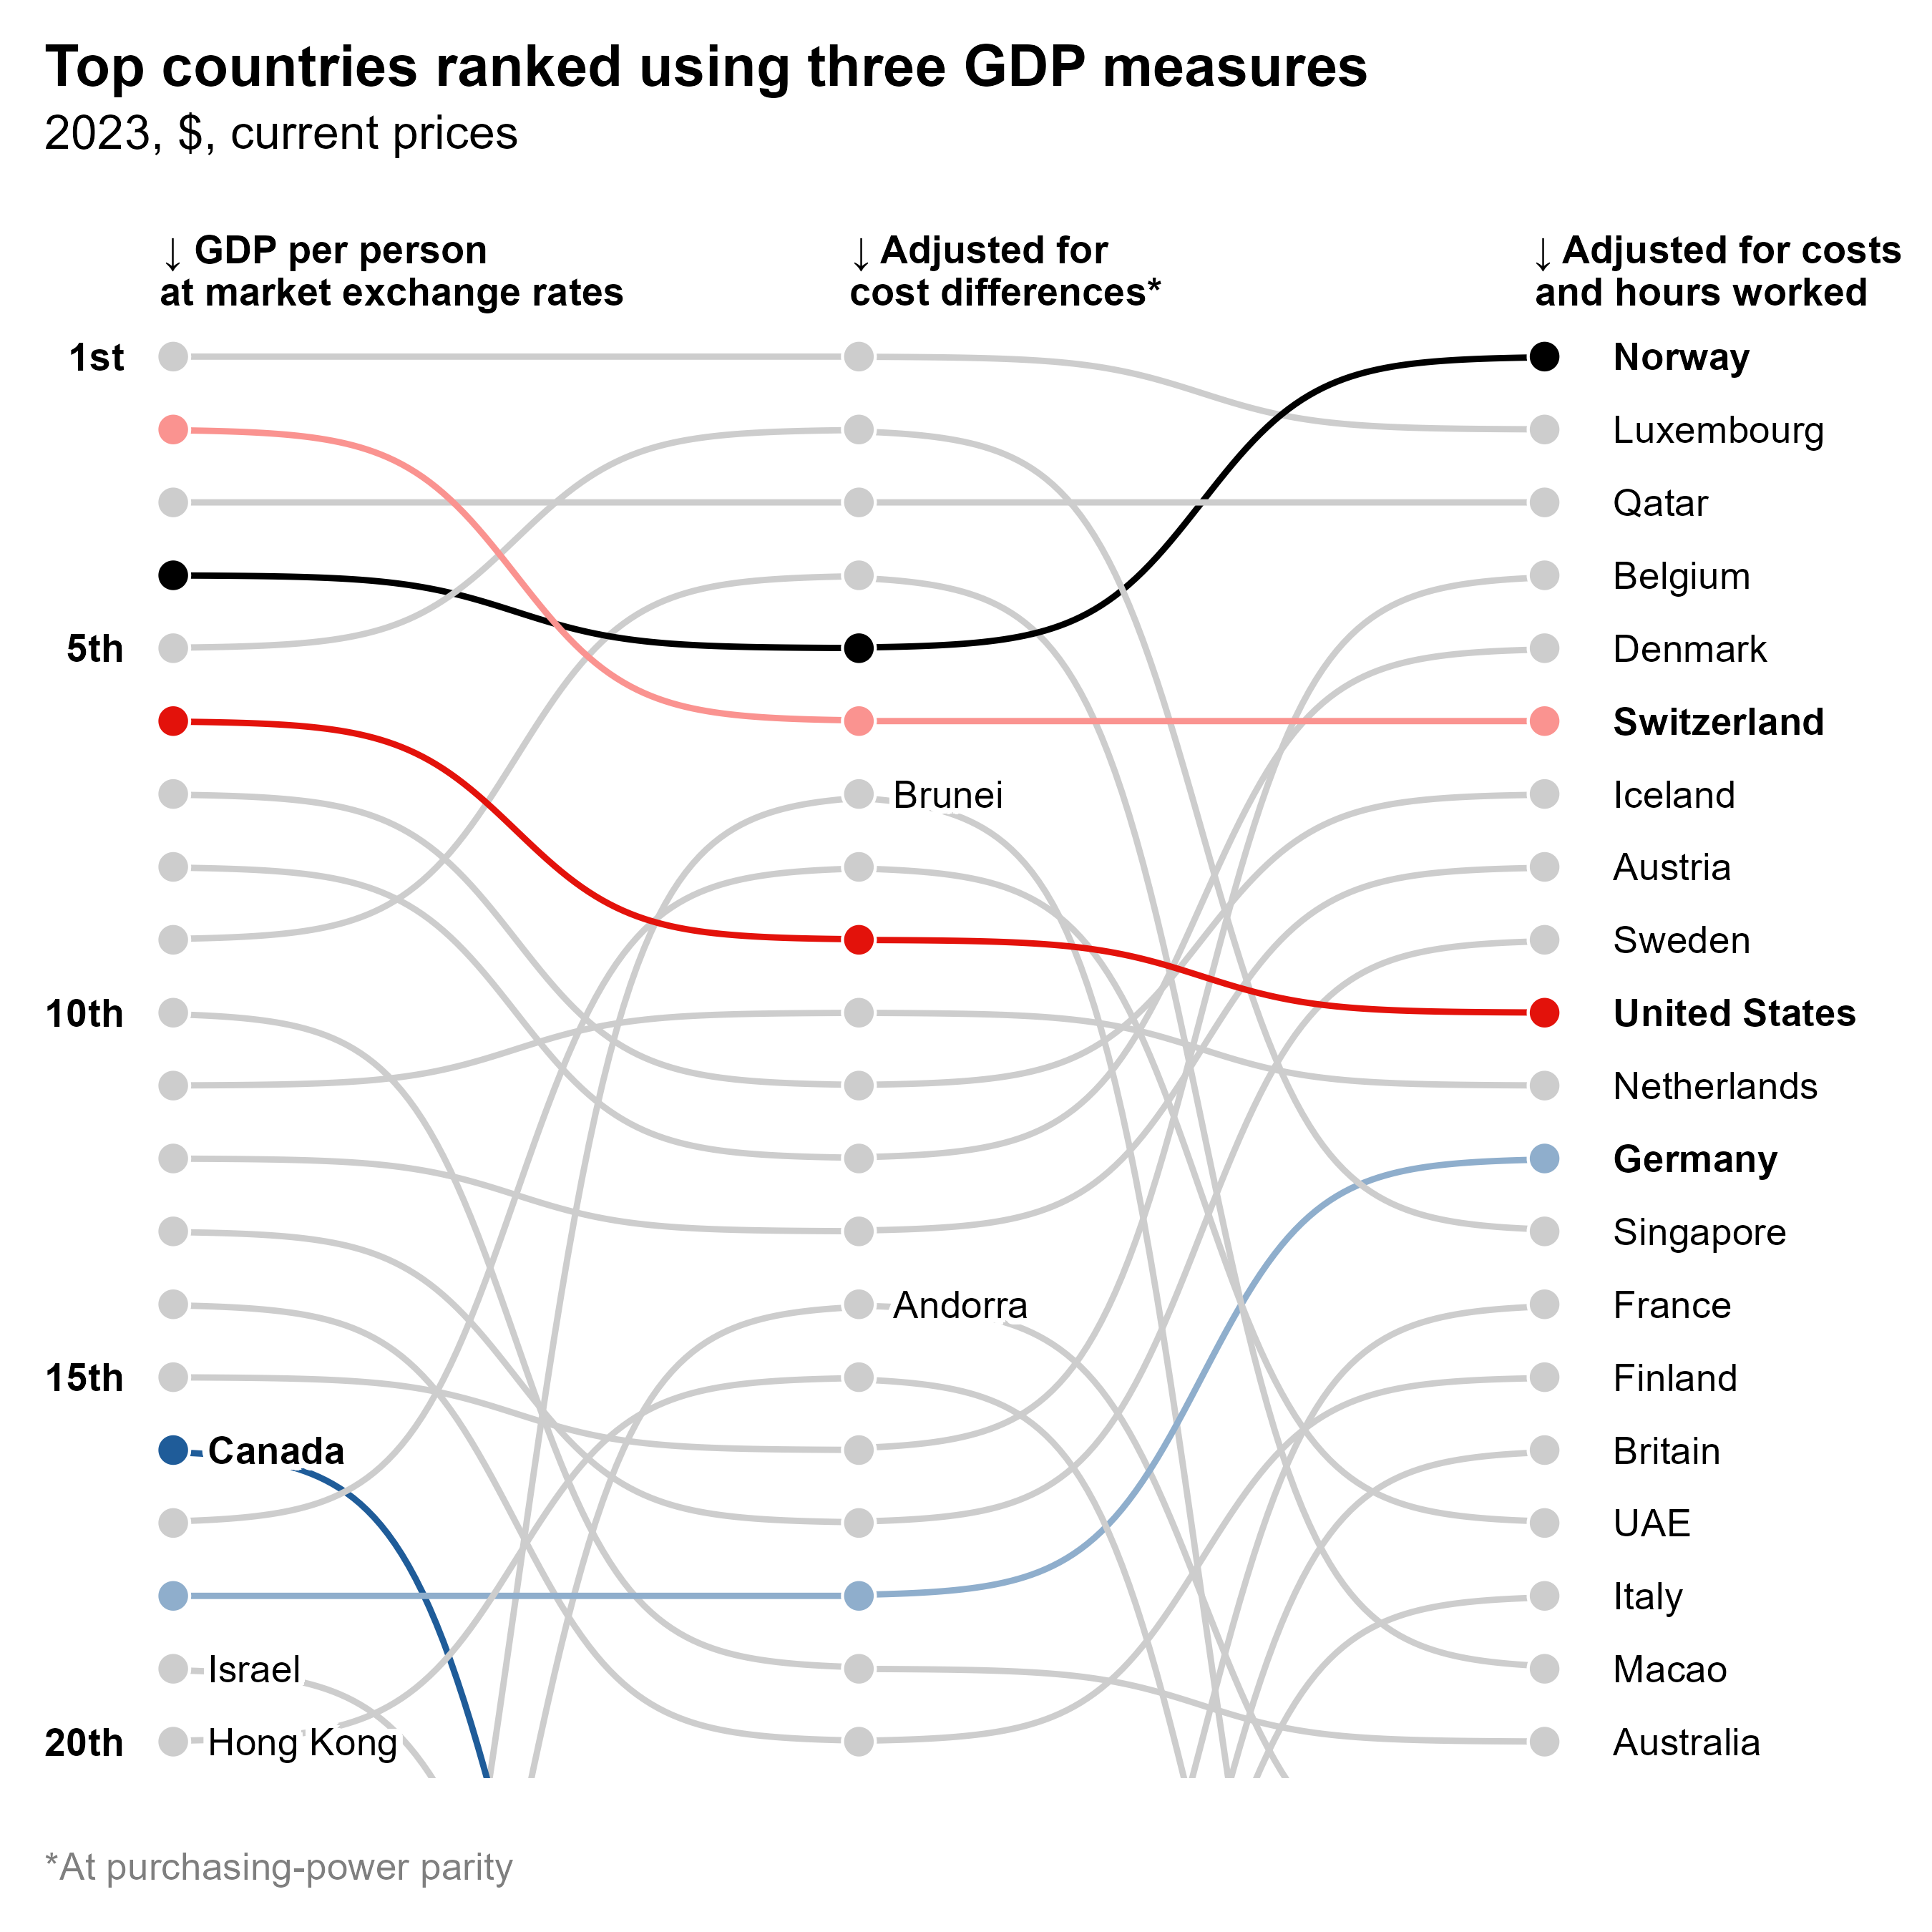 Top countries ranked using three GDP measures
2023, $, current prices
↓ GDP per person
at market exchange rates
↓ Adjusted for
cost differences*
↓ Adjusted for costs
and hours worked
1st
Norway
Luxembourg
Qatar
Belgium
5th
Denmark
Switzerland
Brunei
Iceland
Austria
Sweden
10th
United States
Netherlands
Germany
Singapore
Andorra
France
15th
Finland
Canada
Britain
UAE
Italy
Israel
Macao
20th
Hong Kong
Australia
*At purchasing-power parity